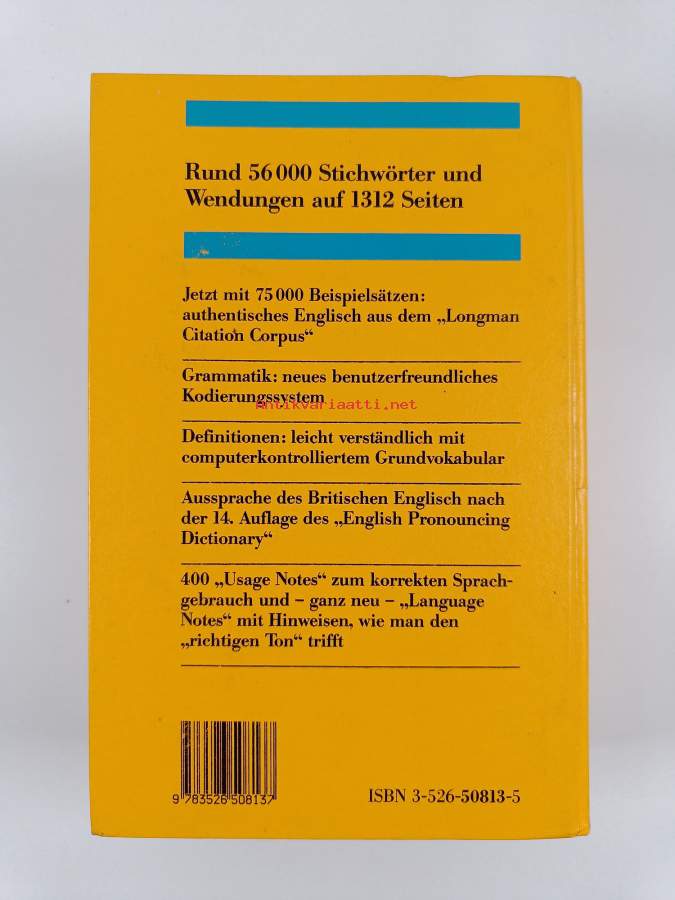 Rund 56 000 Stichwörter und
Wendungen auf 1312 Seiten
Jetzt mit 75 000 Beispielsätzen:
authentisches Englisch aus dem „Longman
Citation Corpus“
Grammatik: neues benutzerfreundliches
Kodierungssystem
antikvariaatti.net
Definitionen: leicht verständlich mit
computerkontrolliertem Grundvokabular
Aussprache des Britischen Englisch nach
der 14. Auflage des „English Pronouncing
Dictionary“
400 „Usage Notes“ zum korrekten Sprach-
gebrauch und – ganz neu – „Language
Notes“ mit Hinweisen, wie man den
„richtigen Ton“ trifft
9 783526 508137
ISBN 3-526-50813-5